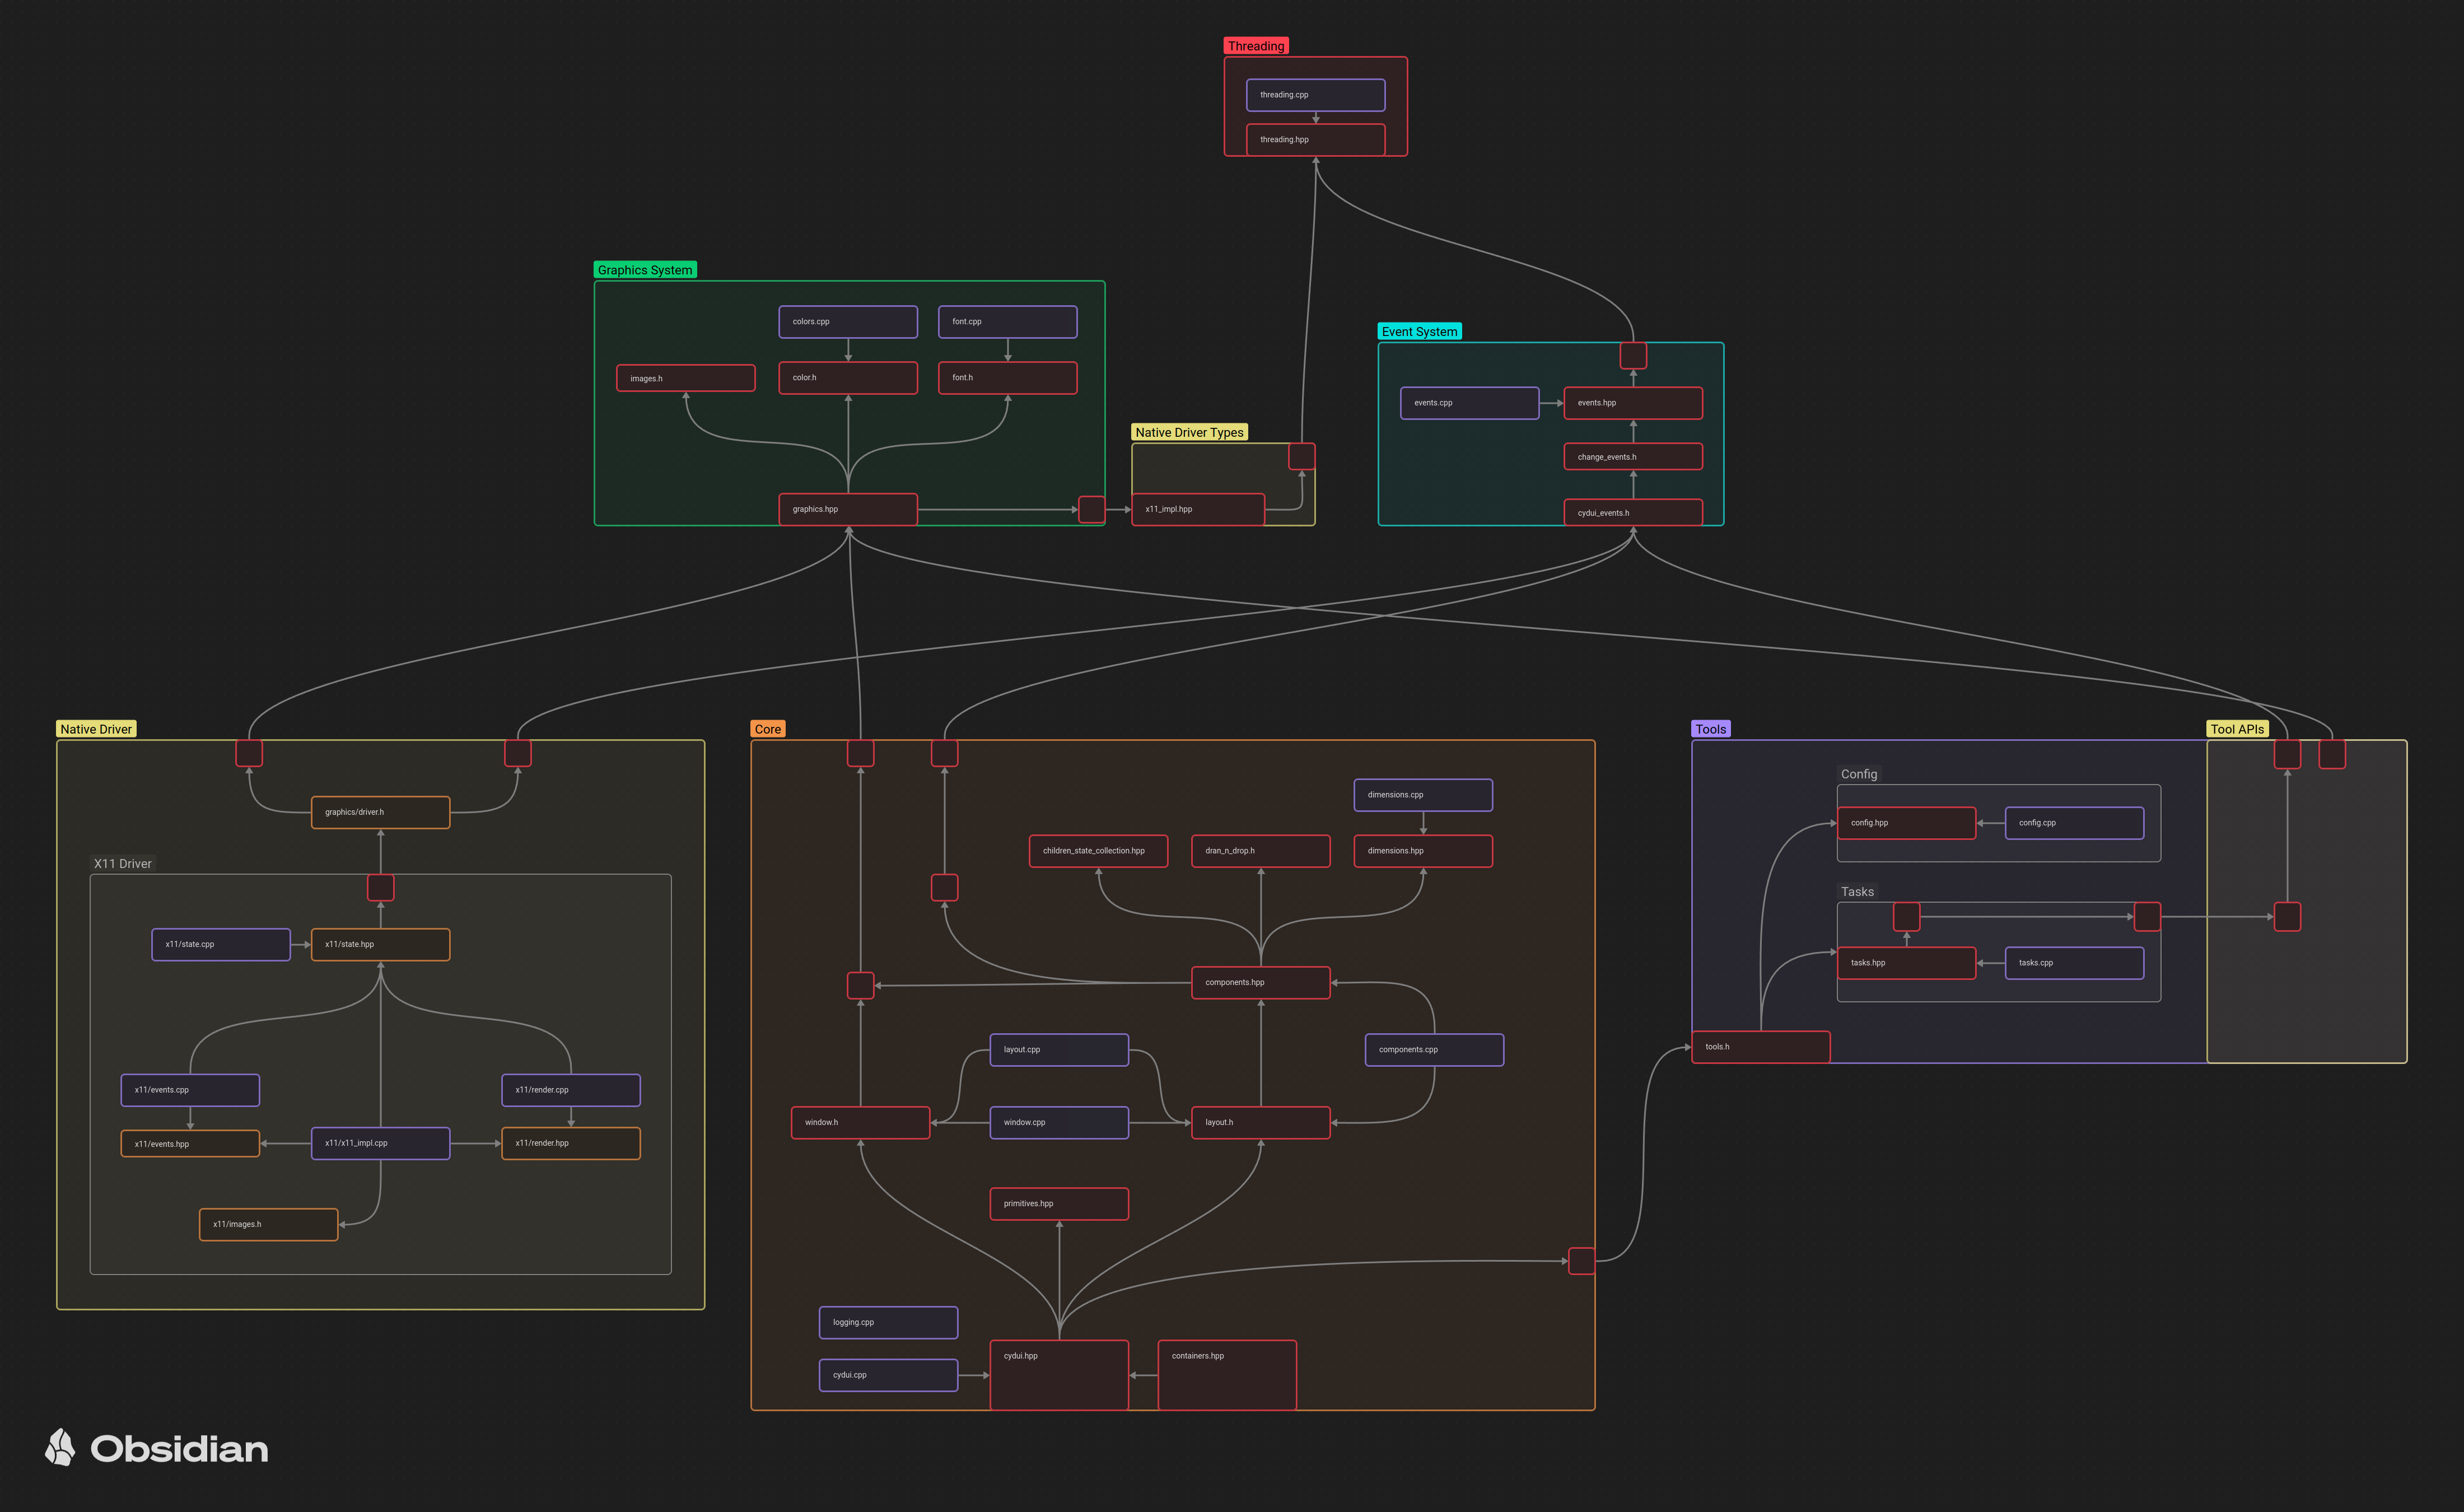 Threading
threading.cpp
threading.hpp
Graphics System
colors.cpp
font.cpp
images.h
color.h
font.h
graphics.hpp
Native Driver Types
x11_impl.hpp
Event System
events.cpp
events.hpp
change_events.h
cydui_events.h
Native Driver
graphics/driver.h
X11 Driver
x11/state.cpp
x11/state.hpp
x11/events.cpp
x11/render.cpp
x11/events.hpp
x11/x11_impl.cpp
x11/render.hpp
x11/images.h
Core
dimensions.cpp
children_state_collection.hpp
dran_n_drop.h
dimensions.hpp
components.hpp
layout.cpp
components.cpp
window.h
window.cpp
layout.h
primitives.hpp
logging.cpp
cydui.hpp
containers.hpp
cydui.cpp
Tools
Tool APIs
Config
config.hpp
config.cpp
Tasks
tasks.hpp
tasks.cpp
tools.h
Obsidian